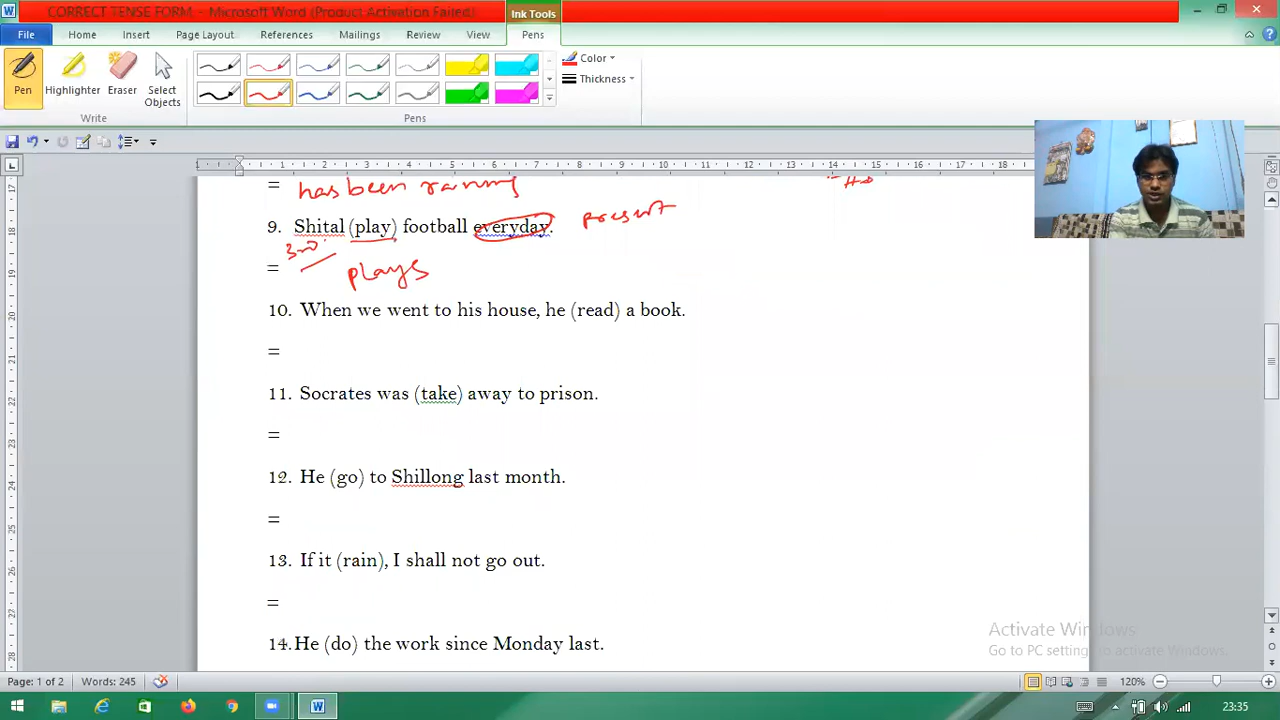 CORRECT TENSE FORM - Microsoft Word (Product Activation Failed)
Ink Tools
File Home Insert Page Layout References Mailings Review View Pens
Pen Highlighter Eraser Select Objects
Color
Thickness
Write Pens
= has been raining
9. Shital (play) football everyday. present
3rd
= plays
10. When we went to his house, he (read) a book.
=
11. Socrates was (take) away to prison.
=
12. He (go) to Shillong last month.
=
13. If it (rain), I shall not go out.
=
14. He (do) the work since Monday last.
Activate Windows
Go to PC settings to activate Windows.
Page: 1 of 2 Words: 245 120%
23:35